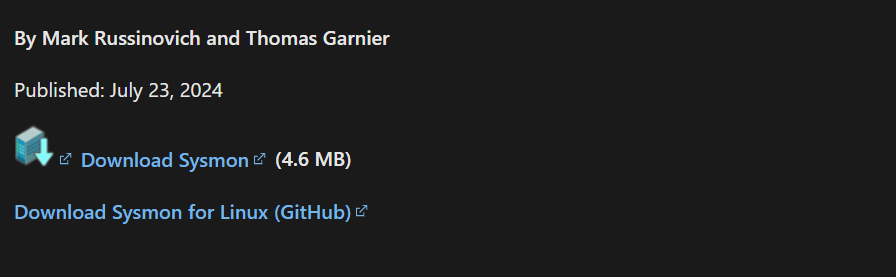 By Mark Russinovich and Thomas Garnier
Published: July 23, 2024
Download Sysmon (4.6 MB)
Download Sysmon for Linux (GitHub)